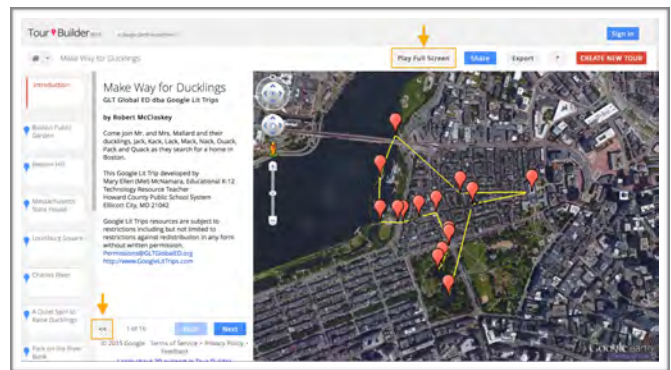 Tour Builder
Sign in
Make Way for Ducklings
Play Full Screen
Share
Export
CREATE NEW TOUR
Introduction
Boston Public
Garden
Beacon Hill
Massachusetts
State House
Louisburg Square
Charles River
A Quiet Spot to
Raise Ducklings
Park on the River
Bank
Make Way for Ducklings
GLT Global ED dba Google Lit Trips
by Robert McCloskey
Come join Mr. and Mrs. Mallard and their
ducklings, Jack, Kack, Lack, Mack, Nack, Ouack,
Pack and Quack as they search for a home in
Boston.
This Google Lit Trip developed by
Mary Ellen (Mel) McNamara, Educational K-12
Technology Resource Teacher
Howard County Public School System
Ellicott City, MD 21042
Google Lit Trips resources are subject to
restrictions including but not limited to
restrictions against redistribution in any form
without written permission.
Permissions@GLTGlobalED.org
http://www.GoogleLitTrips.com
<<
1 of 16
Back
Next
© 2015 Google Terms of Service • Privacy Policy •
Feedback
Google earth